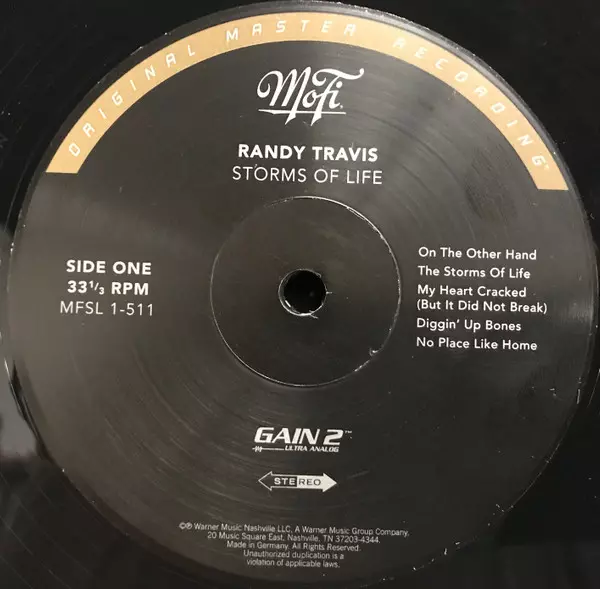 ORIGINAL MASTER RECORDING
MoFi
RANDY TRAVIS
STORMS OF LIFE
SIDE ONE
33 1/3 RPM
MFSL 1-511
On The Other Hand
The Storms Of Life
My Heart Cracked
(But It Did Not Break)
Diggin' Up Bones
No Place Like Home
GAIN 2™
ULTRA ANALOG
STEREO
©℗ Warner Music Nashville LLC, A Warner Music Group Company,
20 Music Square East, Nashville, TN 37203-4344.
Made in Germany. All Rights Reserved.
Unauthorized duplication is a
violation of applicable laws.